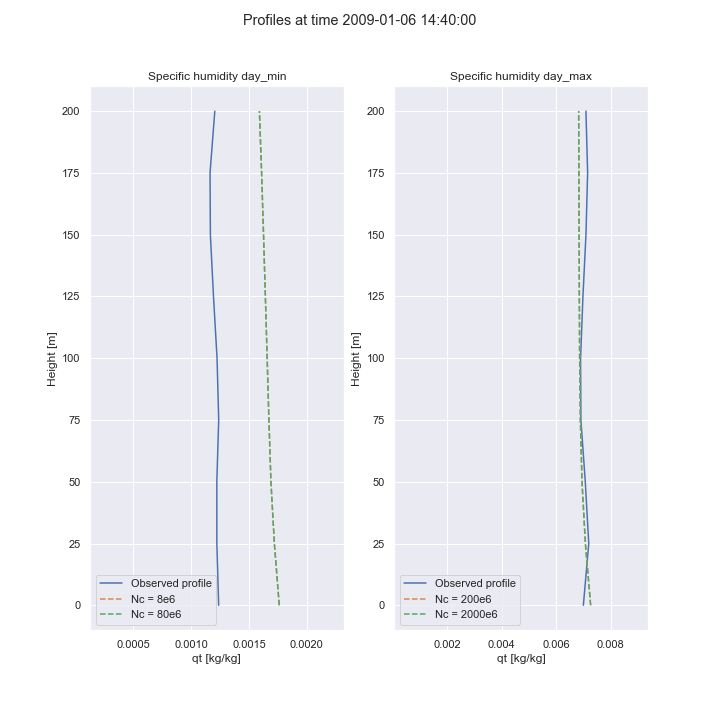 Profiles at time 2009-01-06 14:40:00
Specific humidity day_min
200
175
150
125
100
75
50
25
0
Height [m]
Observed profile
Nc = 8e6
Nc = 80e6
0.0005 0.0010 0.0015 0.0020
qt [kg/kg]
Specific humidity day_max
200
175
150
125
100
75
50
25
0
Height [m]
Observed profile
Nc = 200e6
Nc = 2000e6
0.002 0.004 0.006 0.008
qt [kg/kg]